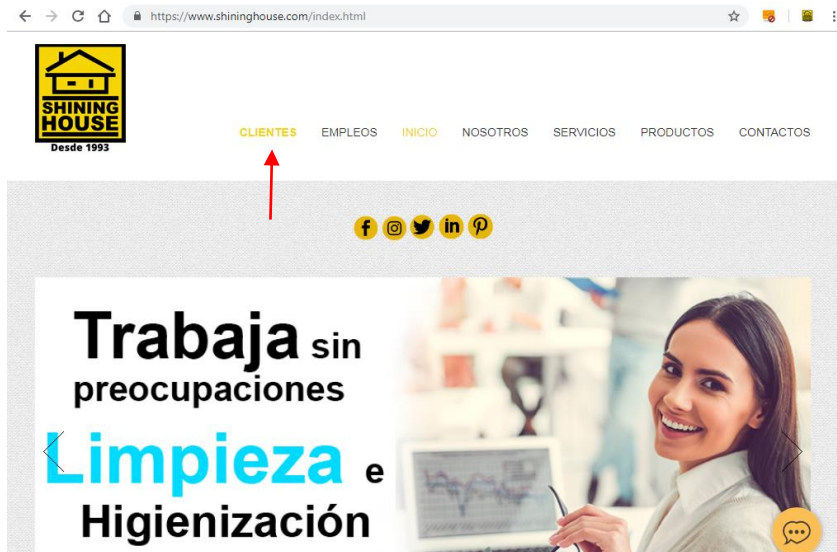 https://www.shininghouse.com/index.html
SHINING
HOUSE
Desde 1993
CLIENTES EMPLEOS INICIO NOSOTROS SERVICIOS PRODUCTOS CONTACTOS
Trabaja sin
preocupaciones
Limpieza e
Higienización